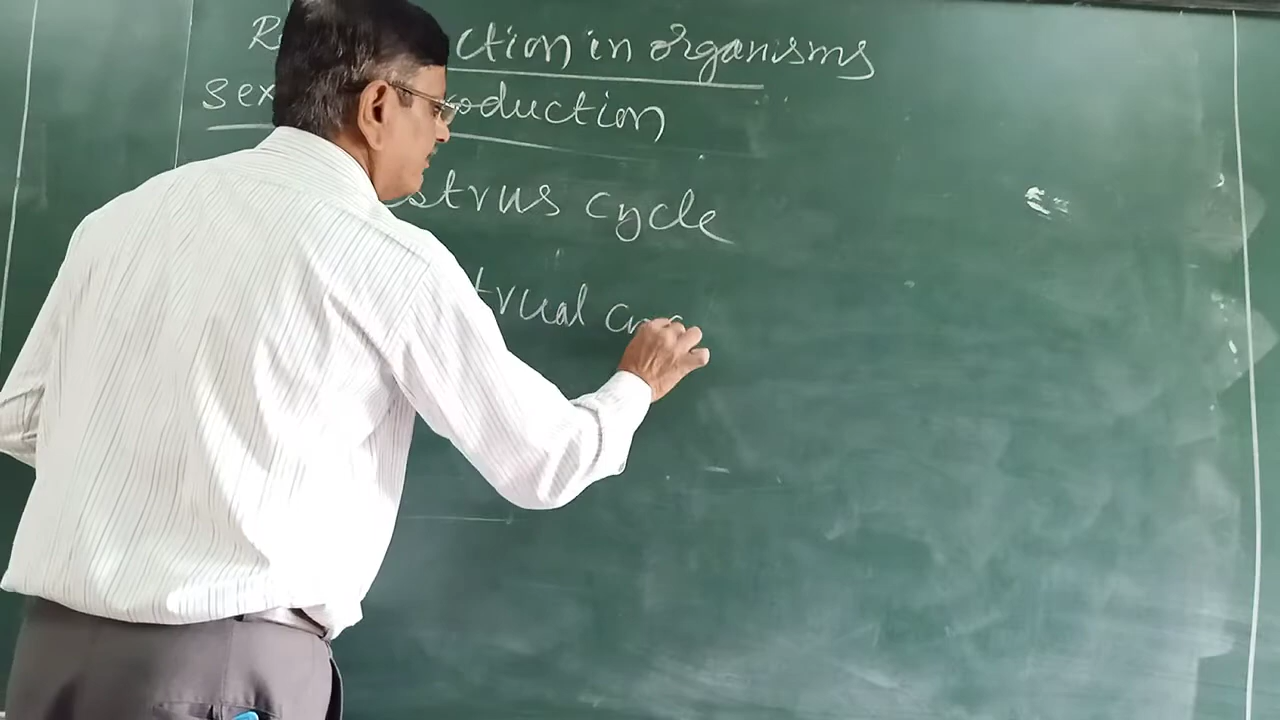 R ction in organisms
sex oduction
strus cycle
trual